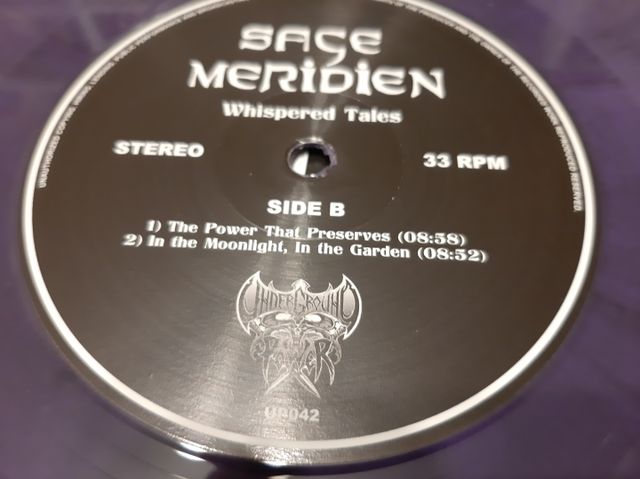 SAGE
MERIDIEN
Whispered Tales
STEREO
33 RPM
SIDE B
1) The Power That Preserves (08:58)
2) In the Moonlight, In the Garden (08:52)
UNDERGROUND
POWER
UP042